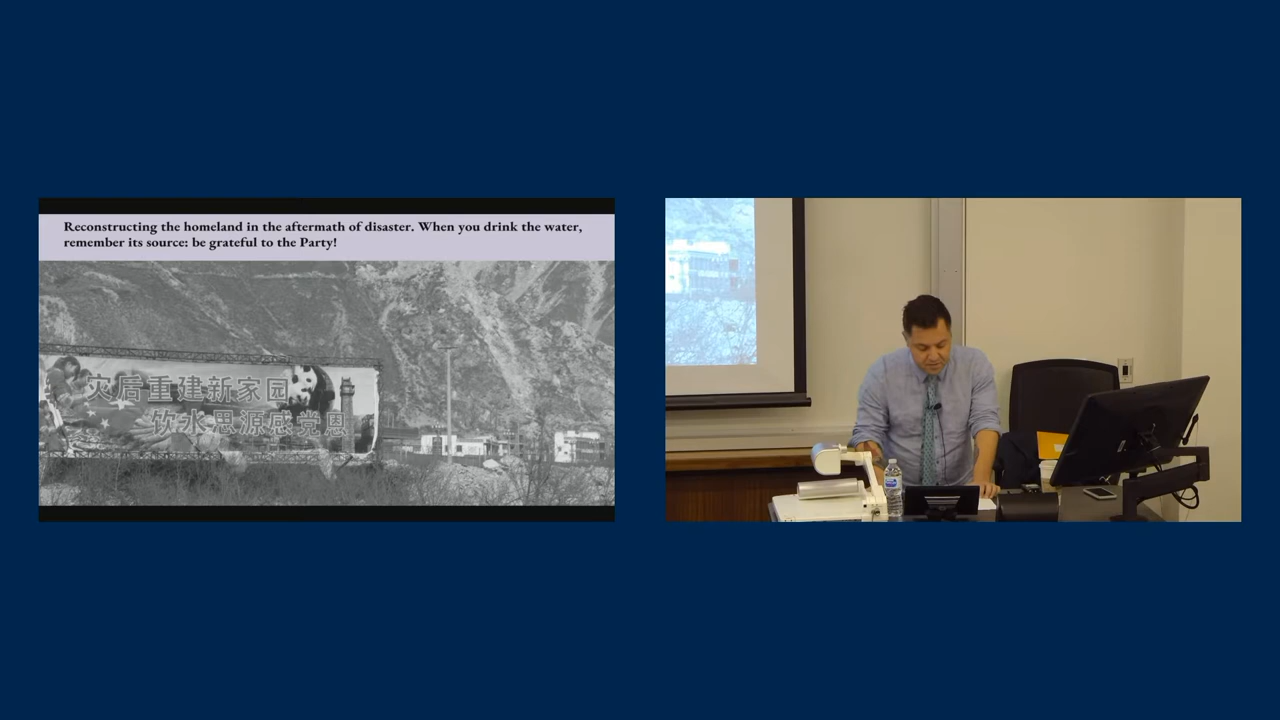 Reconstructing the homeland in the aftermath of disaster. When you drink the water,
remember its source: be grateful to the Party!
灾后重建新家园
饮水思源感党恩